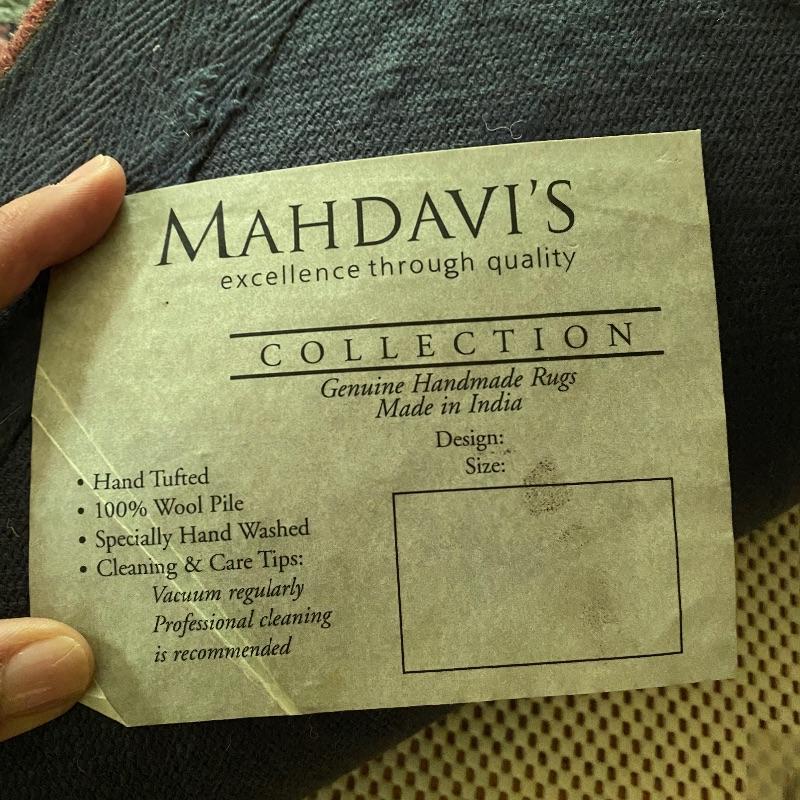 MAHDAVI'S
excellence through quality
COLLECTION
Genuine Handmade Rugs
Made in India
Design:
Size:
• Hand Tufted
• 100% Wool Pile
• Specially Hand Washed
• Cleaning & Care Tips:
Vacuum regularly
Professional cleaning
is recommended